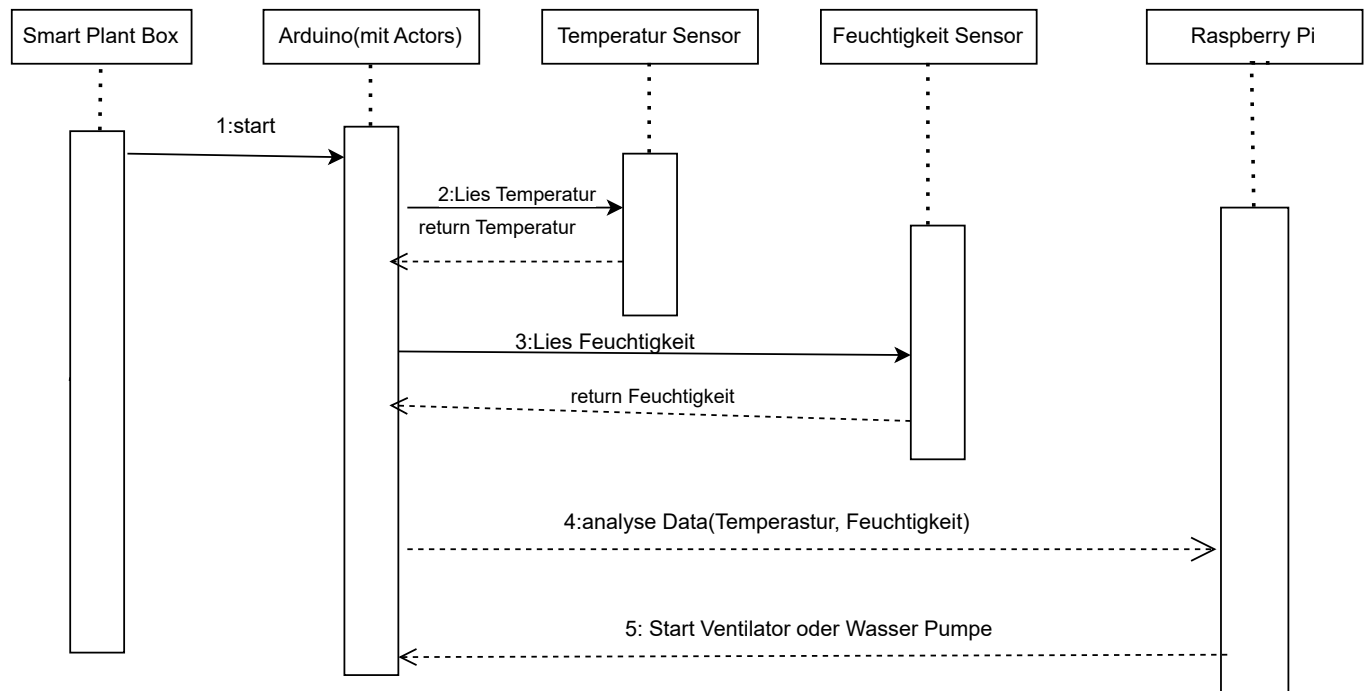 Smart Plant Box
Arduino(mit Actors)
Temperatur Sensor
Feuchtigkeit Sensor
Raspberry Pi
1:start
2:Lies Temperatur
return Temperatur
3:Lies Feuchtigkeit
return Feuchtigkeit
4:analyse Data(Temperastur, Feuchtigkeit)
5: Start Ventilator oder Wasser Pumpe